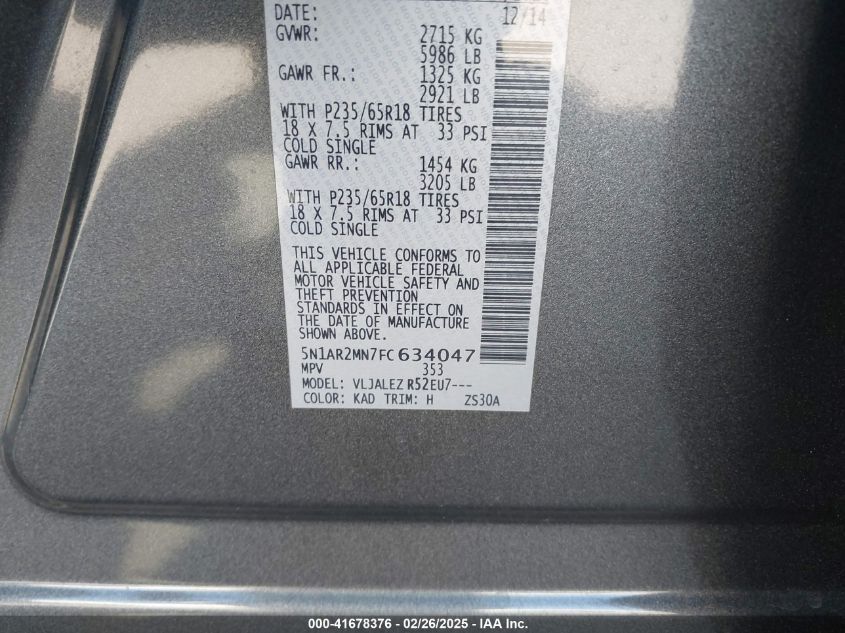 DATE: 12/14
GVWR: 2715 KG
5986 LB
GAWR FR.: 1325 KG
2921 LB
WITH P235/65R18 TIRES
18 X 7.5 RIMS AT 33 PSI
COLD SINGLE
GAWR RR.: 1454 KG
3205 LB
WITH P235/65R18 TIRES
18 X 7.5 RIMS AT 33 PSI
COLD SINGLE
THIS VEHICLE CONFORMS TO
ALL APPLICABLE FEDERAL
MOTOR VEHICLE SAFETY AND
THEFT PREVENTION
STANDARDS IN EFFECT ON
THE DATE OF MANUFACTURE
SHOWN ABOVE.
5N1AR2MN7FC634047
MPV 353
MODEL: VLJALEZ R52EU7---
COLOR: KAD TRIM: H ZS30A
000-41678376 - 02/26/2025 - IAA Inc.